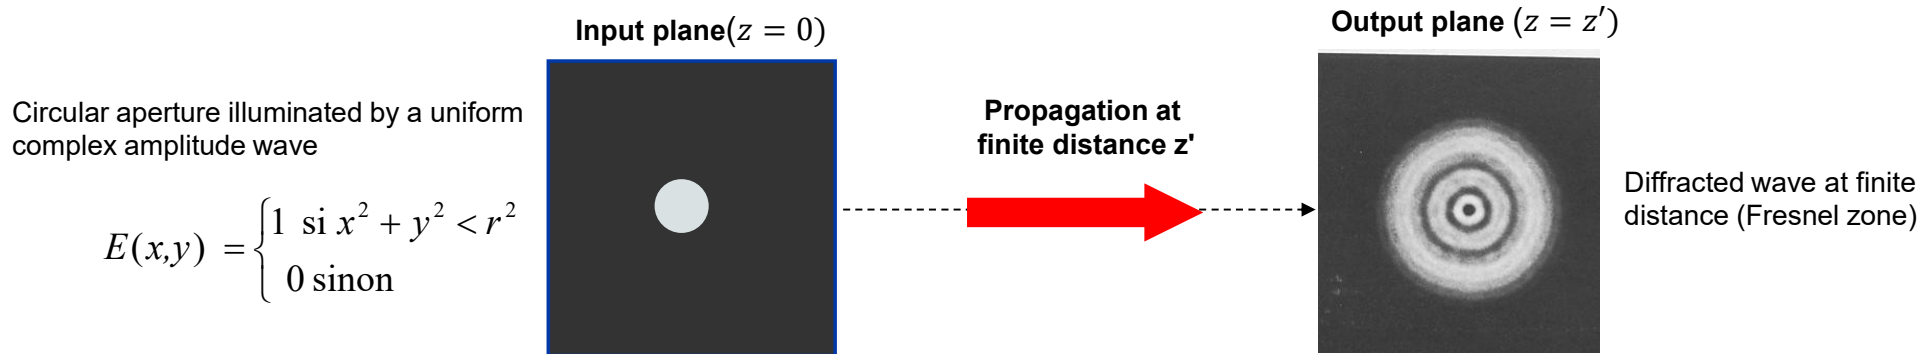 Input plane(z = 0)
Output plane (z = z′)
Circular aperture illuminated by a uniform
complex amplitude wave
E(x,y) = {1 si x² + y² < r²
0 sinon
Propagation at
finite distance z'
Diffracted wave at finite
distance (Fresnel zone)